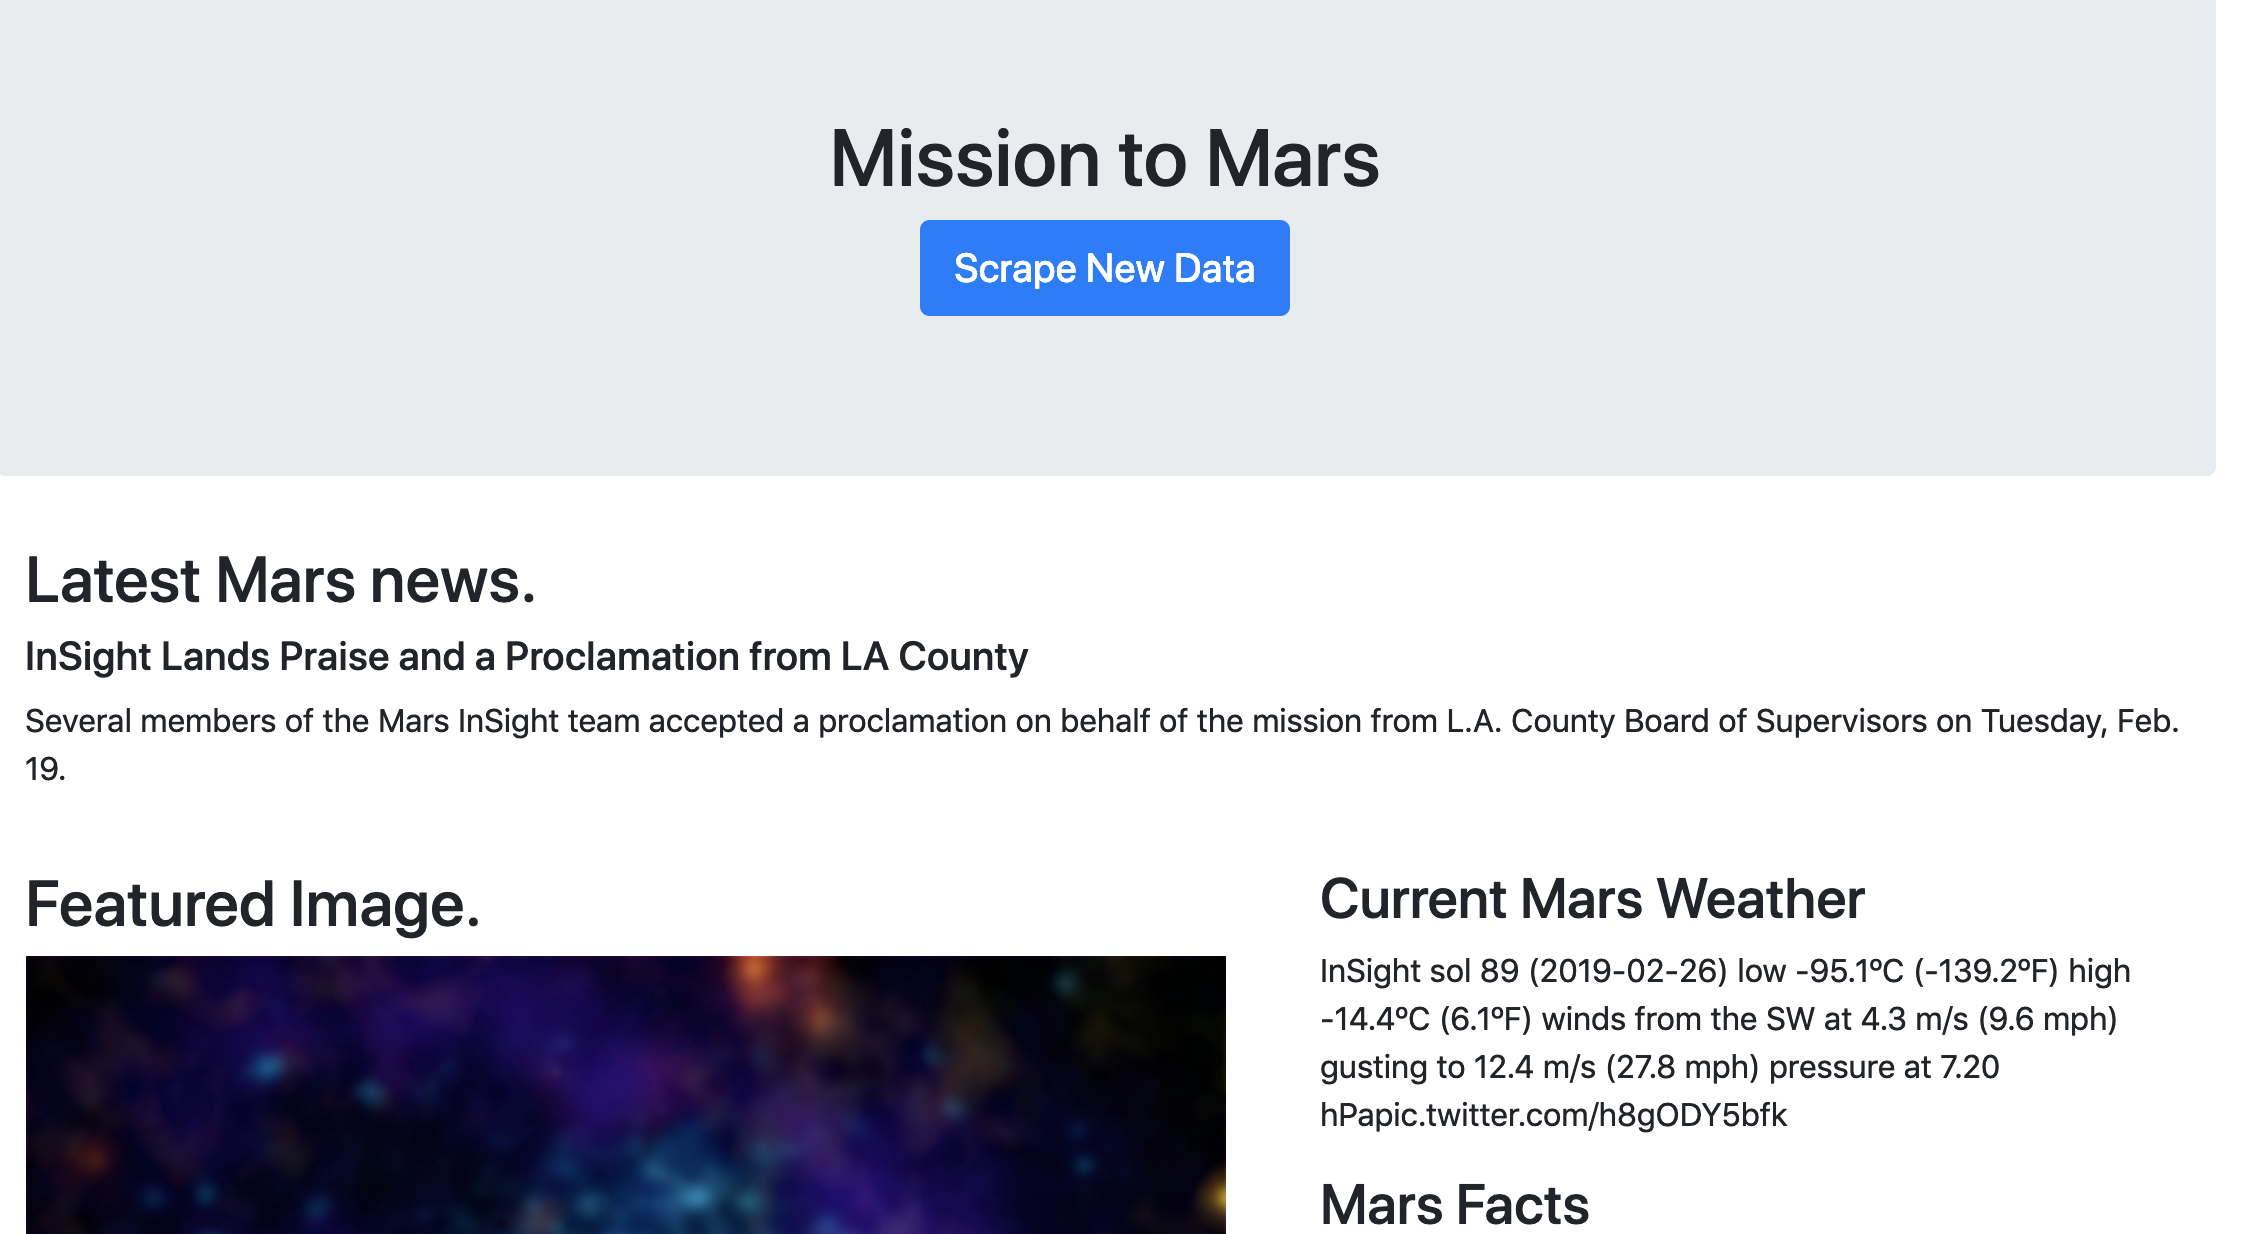 Mission to Mars
Scrape New Data
Latest Mars news.
InSight Lands Praise and a Proclamation from LA County
Several members of the Mars InSight team accepted a proclamation on behalf of the mission from L.A. County Board of Supervisors on Tuesday, Feb.
19.
Featured Image.
Current Mars Weather
InSight sol 89 (2019-02-26) low -95.1ºC (-139.2ºF) high
-14.4ºC (6.1ºF) winds from the SW at 4.3 m/s (9.6 mph)
gusting to 12.4 m/s (27.8 mph) pressure at 7.20
hPapic.twitter.com/h8gODY5bfk
Mars Facts